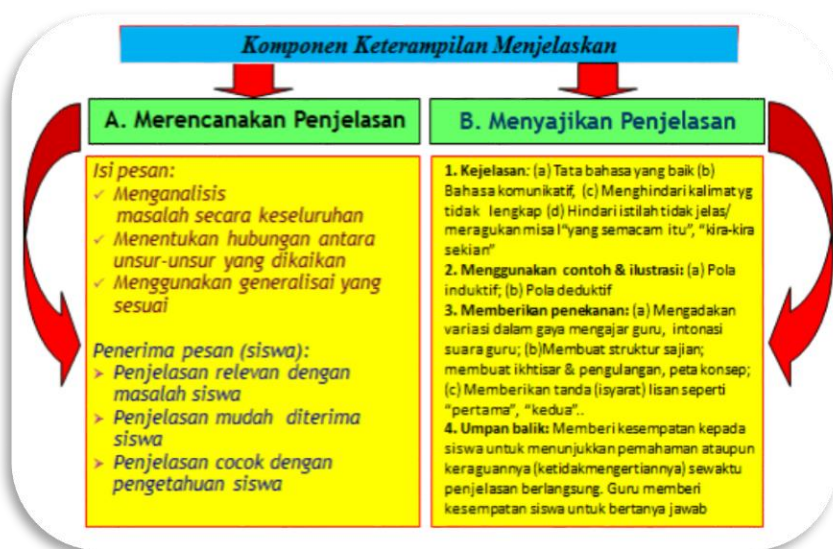 Komponen Keterampilan Menjelaskan
A. Merencanakan Penjelasan
Isi pesan:
✓ Menganalisis
masalah secara keseluruhan
✓ Menentukan hubungan antara
unsur-unsur yang dikaikan
✓ Menggunakan generalisai yang
sesuai
Penerima pesan (siswa):
➢ Penjelasan relevan dengan
masalah siswa
➢ Penjelasan mudah diterima
siswa
➢ Penjelasan cocok dengan
pengetahuan siswa
B. Menyajikan Penjelasan
1. Kejelasan: (a) Tata bahasa yang baik (b)
Bahasa komunikatif, (c) Menghindari kalimat yg
tidak lengkap (d) Hindari istilah tidak jelas/
meragukan misa l"yang semacam itu", "kira-kira
sekian"
2. Menggunakan contoh & ilustrasi: (a) Pola
induktif; (b) Pola deduktif
3. Memberikan penekanan: (a) Mengadakan
variasi dalam gaya mengajar guru, intonasi
suara guru; (b)Membuat struktur sajian;
membuat ikhtisar & pengulangan, peta konsep;
(c) Memberikan tanda (isyarat) lisan seperti
"pertama", "kedua"..
4. Umpan balik: Memberi kesempatan kepada
siswa untuk menunjukkan pemahaman ataupun
keraguannya (ketidakmengertiannya) sewaktu
penjelasan berlangsung. Guru memberi
kesempatan siswa untuk bertanya jawab